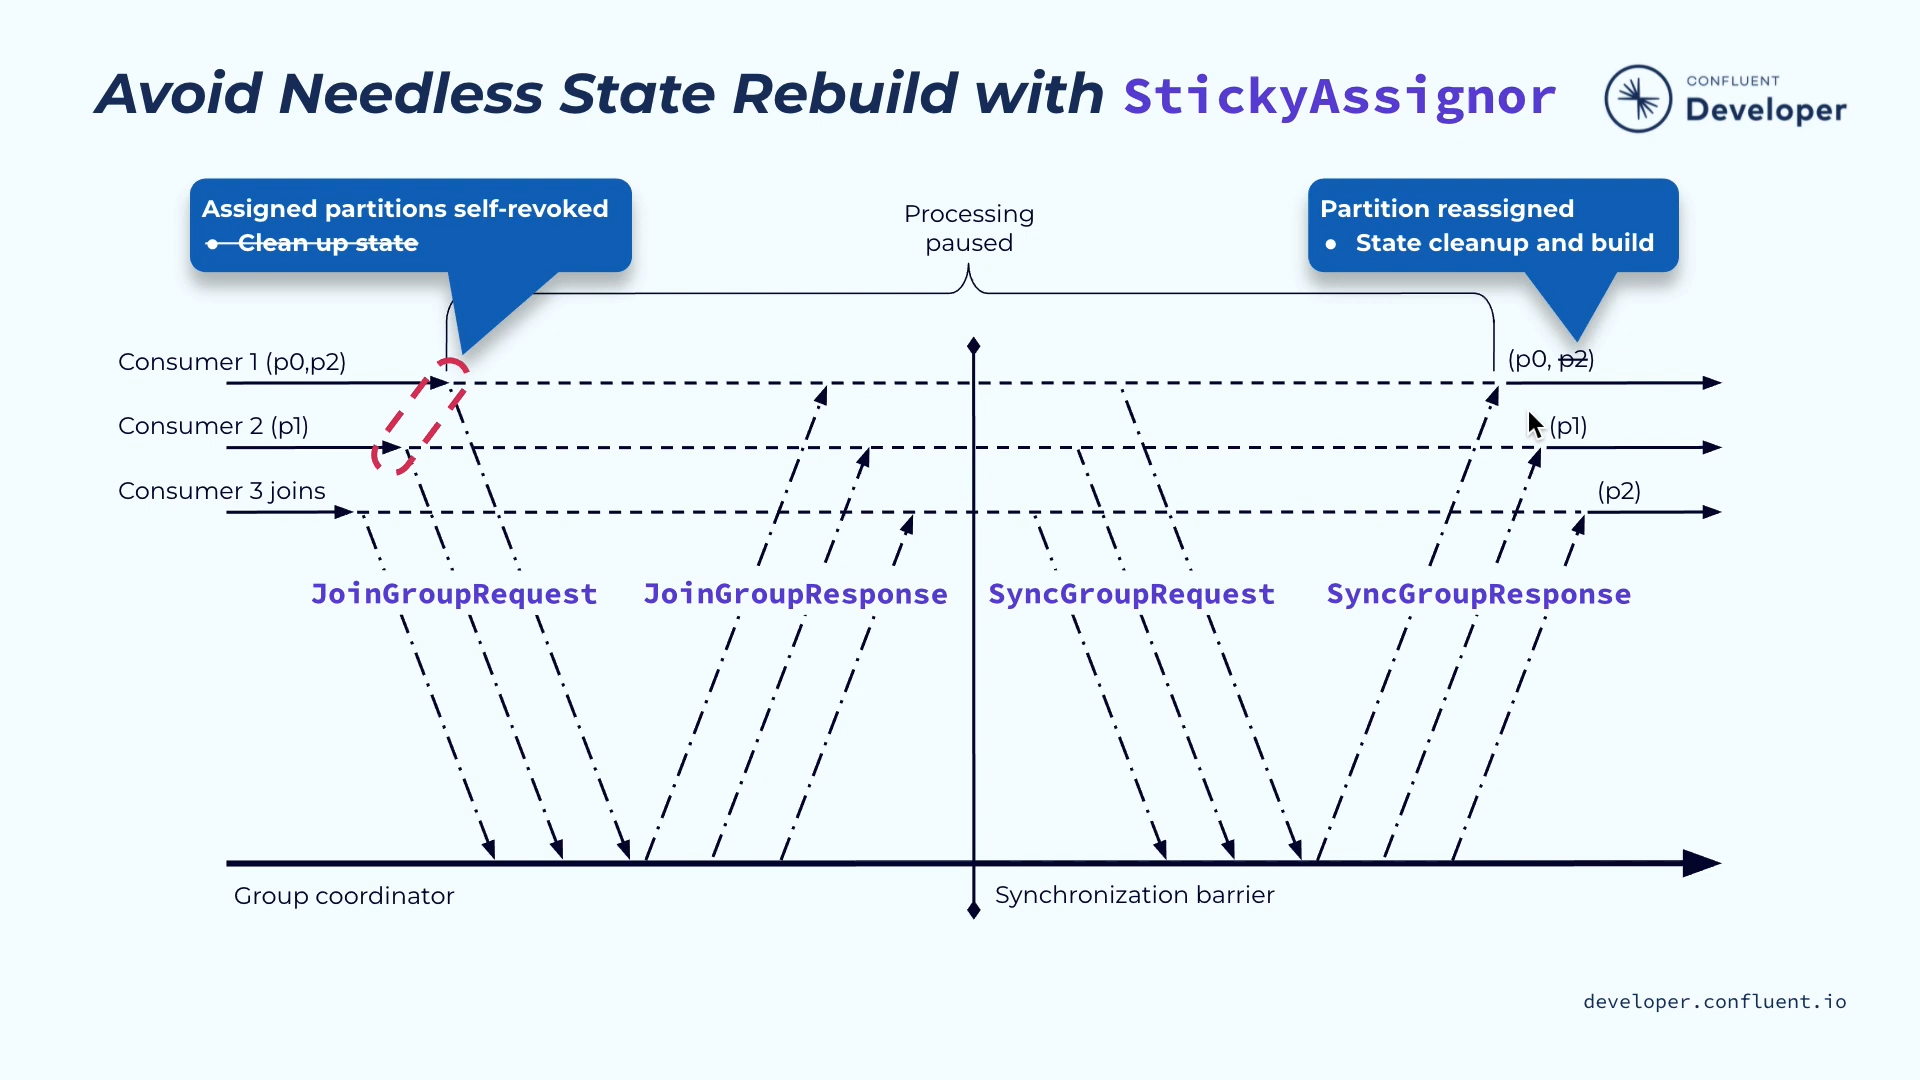 Avoid Needless State Rebuild with StickyAssignor
CONFLUENT
Developer
Assigned partitions self-revoked
● Clean up state
Processing
paused
Partition reassigned
● State cleanup and build
Consumer 1 (p0,p2)
(p0, p2)
Consumer 2 (p1)
(p1)
Consumer 3 joins
(p2)
JoinGroupRequest
JoinGroupResponse
SyncGroupRequest
SyncGroupResponse
Group coordinator
Synchronization barrier
developer.confluent.io